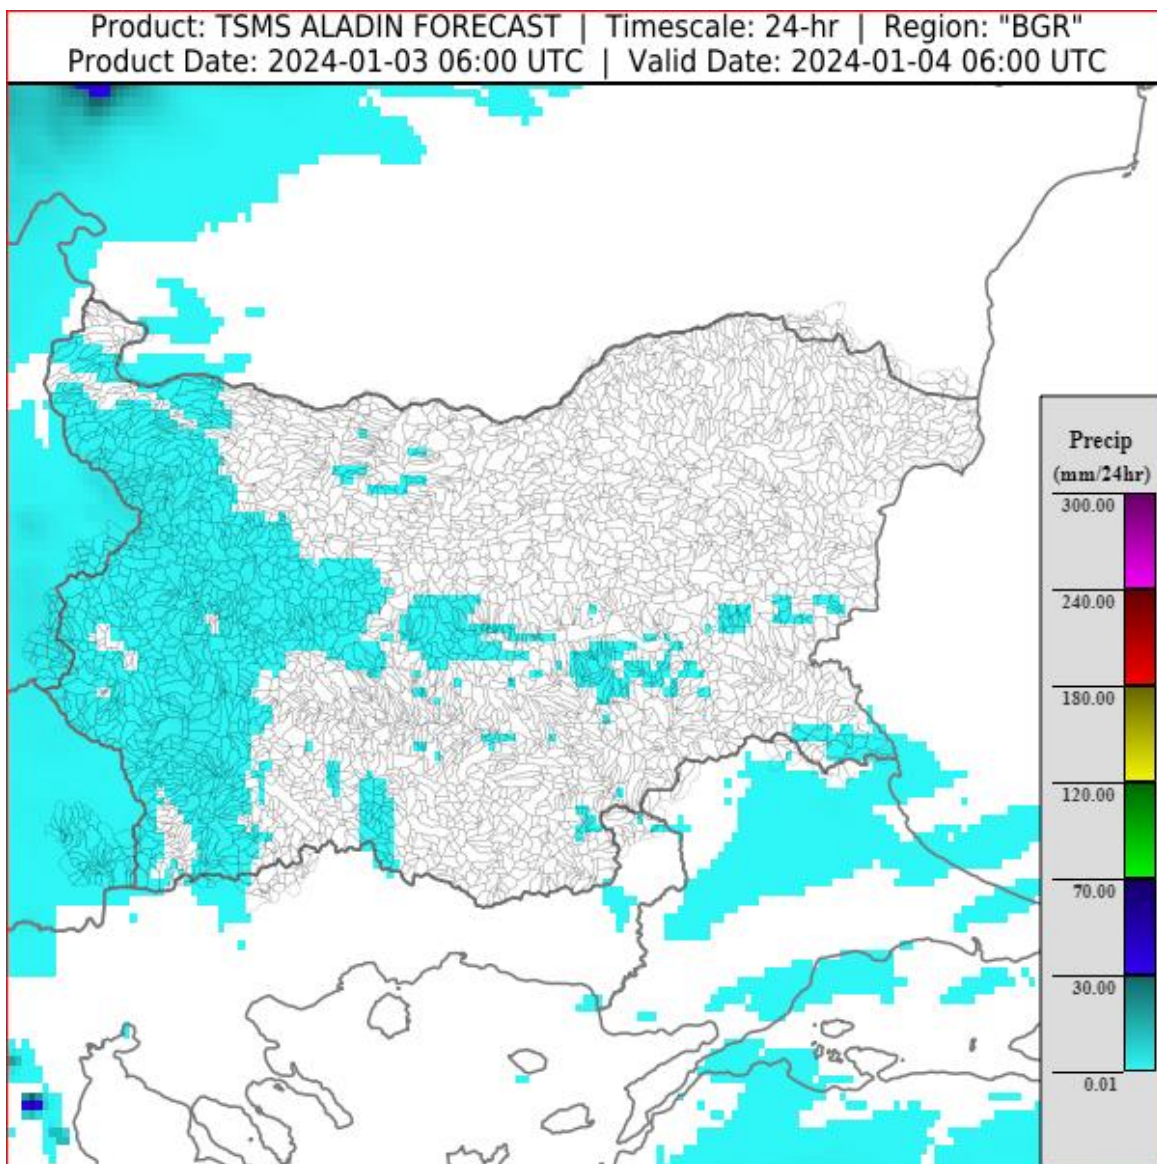 Product: TSMS ALADIN FORECAST | Timescale: 24-hr | Region: "BGR"
Product Date: 2024-01-03 06:00 UTC | Valid Date: 2024-01-04 06:00 UTC
Precip
(mm/24hr)
300.00
240.00
180.00
120.00
70.00
30.00
0.01